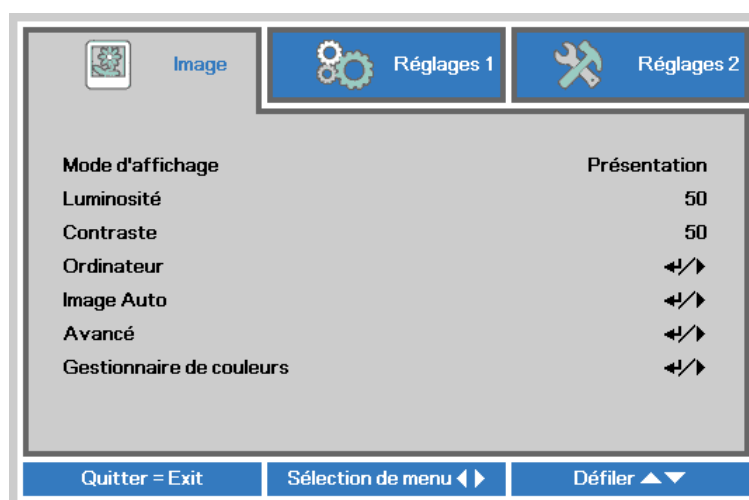 Image
Réglages 1
Réglages 2
Mode d'affichage Présentation
Luminosité 50
Contraste 50
Ordinateur ↵/▶
Image Auto ↵/▶
Avancé ↵/▶
Gestionnaire de couleurs ↵/▶
Quitter = Exit
Sélection de menu ◀▶
Défiler ▲▼